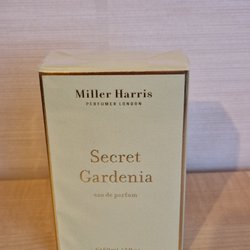 Miller Harris
PERFUMER LONDON
Secret
Gardenia
eau de parfum